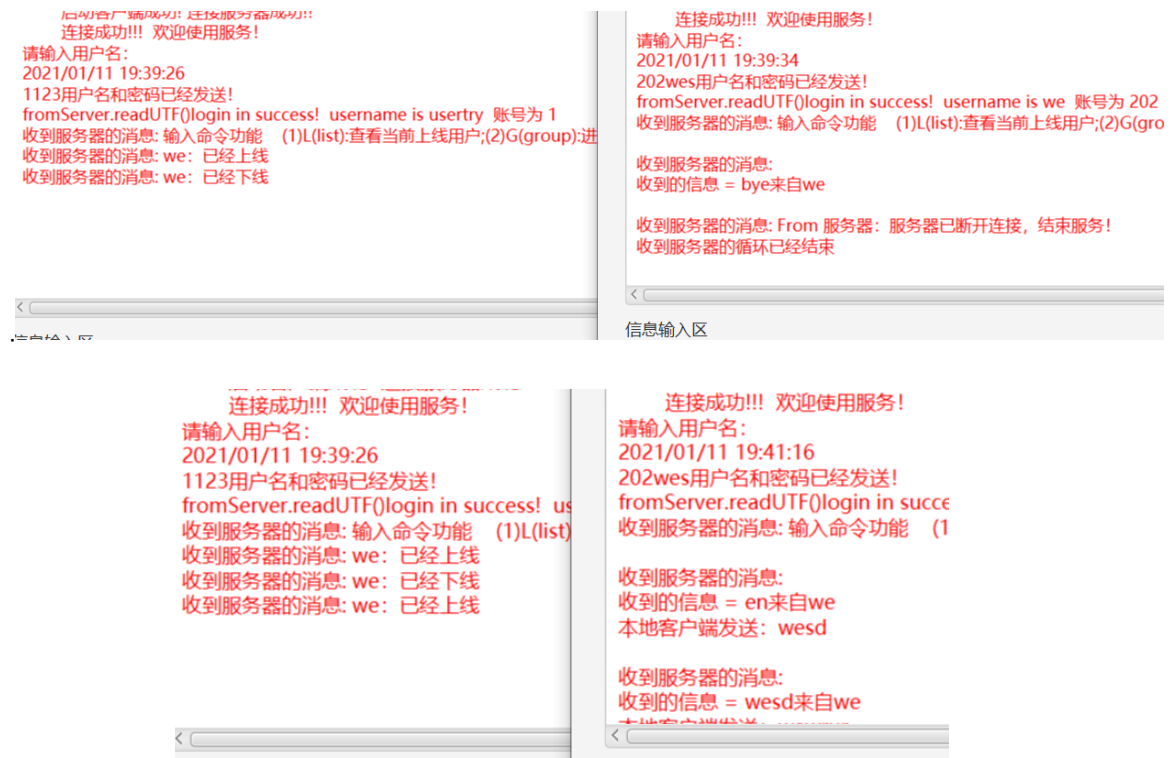 启动客户端成功! 连接服务器成功!!
连接成功!!! 欢迎使用服务!
请输入用户名:
2021/01/11 19:39:26
1123用户名和密码已经发送!
fromServer.readUTF()login in success! username is usertry 账号为 1
收到服务器的消息: 输入命令功能 (1)L(list):查看当前上线用户;(2)G(group):进
收到服务器的消息: we：已经上线
收到服务器的消息: we：已经下线
信息输入区
连接成功!!! 欢迎使用服务!
请输入用户名:
2021/01/11 19:39:34
202wes用户名和密码已经发送!
fromServer.readUTF()login in success! username is we 账号为 202
收到服务器的消息: 输入命令功能 (1)L(list):查看当前上线用户;(2)G(gro
收到服务器的消息:
收到的信息 = bye来自we
收到服务器的消息: From 服务器：服务器已断开连接，结束服务!
收到服务器的循环已经结束
信息输入区
连接成功!!! 欢迎使用服务!
请输入用户名:
2021/01/11 19:39:26
1123用户名和密码已经发送!
fromServer.readUTF()login in success! us
收到服务器的消息: 输入命令功能 (1)L(list)
收到服务器的消息: we：已经上线
收到服务器的消息: we：已经下线
收到服务器的消息: we：已经上线
连接成功!!! 欢迎使用服务!
请输入用户名:
2021/01/11 19:41:16
202wes用户名和密码已经发送!
fromServer.readUTF()login in succe
收到服务器的消息: 输入命令功能 (1
收到服务器的消息:
收到的信息 = en来自we
本地客户端发送：wesd
收到服务器的消息:
收到的信息 = wesd来自we
本地客户端发送: